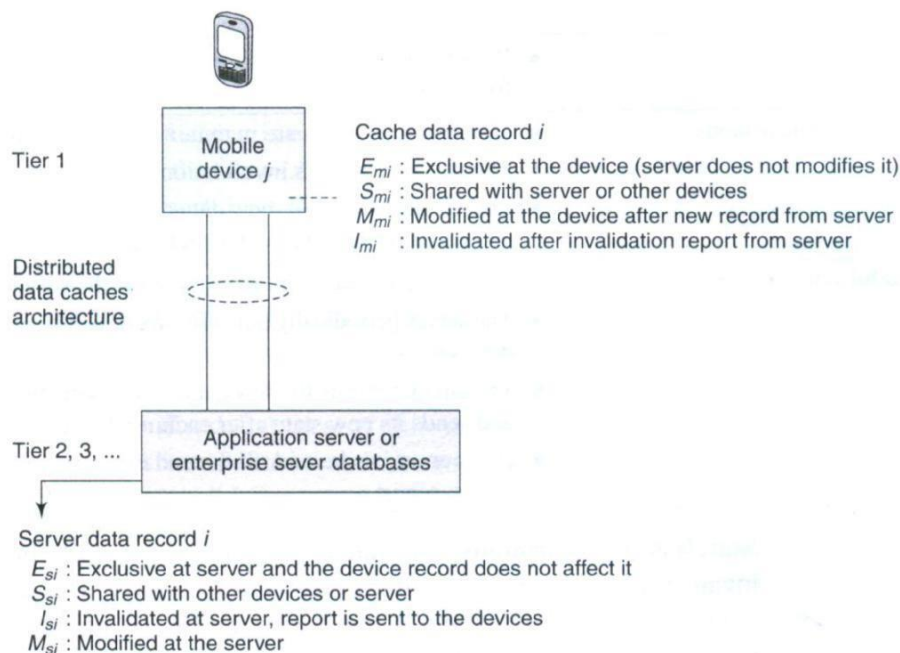 Tier 1
Mobile
device j
Cache data record i
E_mi : Exclusive at the device (server does not modifies it)
S_mi : Shared with server or other devices
M_mi : Modified at the device after new record from server
I_mi : Invalidated after invalidation report from server
Distributed
data caches
architecture
Tier 2, 3, ...
Application server or
enterprise sever databases
Server data record i
E_si : Exclusive at server and the device record does not affect it
S_si : Shared with other devices or server
I_si : Invalidated at server, report is sent to the devices
M_si : Modified at the server